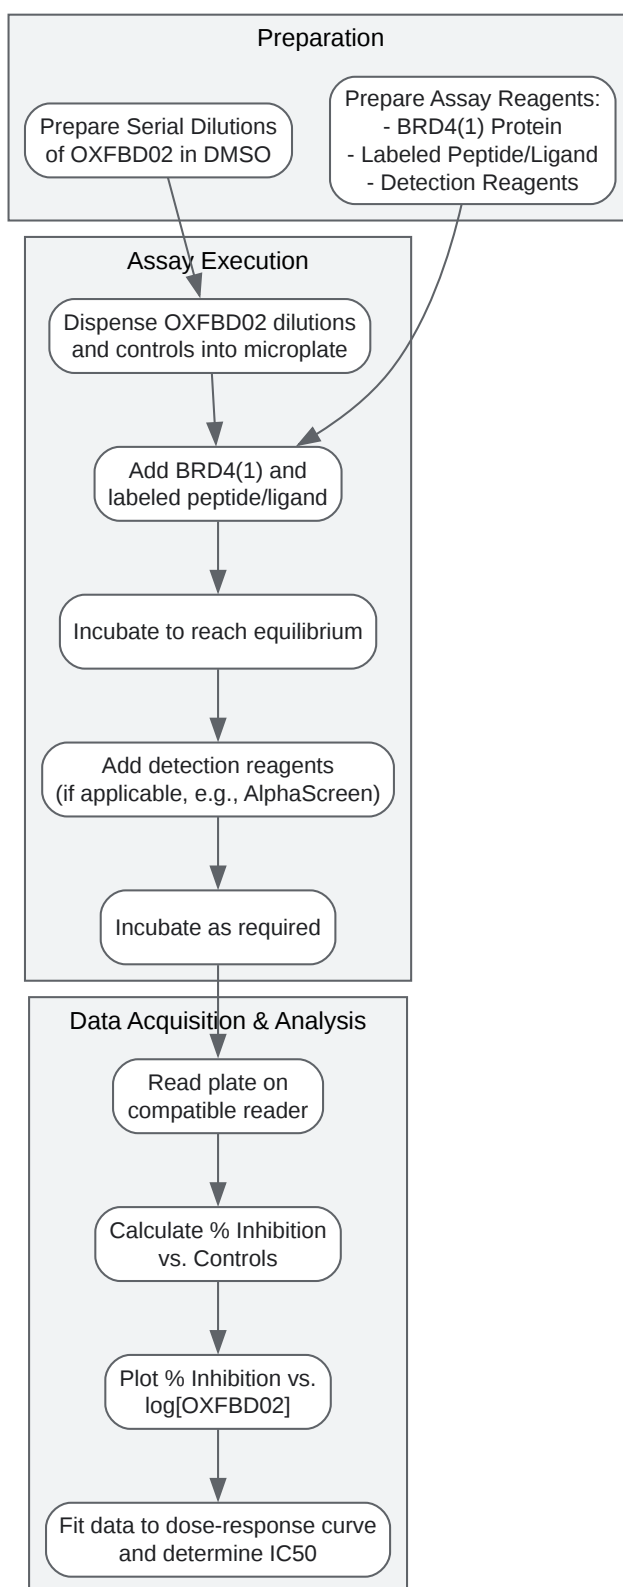 Preparation
Prepare Serial Dilutions
of OXFBD02 in DMSO
Prepare Assay Reagents:
- BRD4(1) Protein
- Labeled Peptide/Ligand
- Detection Reagents
Assay Execution
Dispense OXFBD02 dilutions
and controls into microplate
Add BRD4(1) and
labeled peptide/ligand
Incubate to reach equilibrium
Add detection reagents
(if applicable, e.g., AlphaScreen)
Incubate as required
Data Acquisition & Analysis
Read plate on
compatible reader
Calculate % Inhibition
vs. Controls
Plot % Inhibition vs.
log[OXFBD02]
Fit data to dose-response curve
and determine IC50